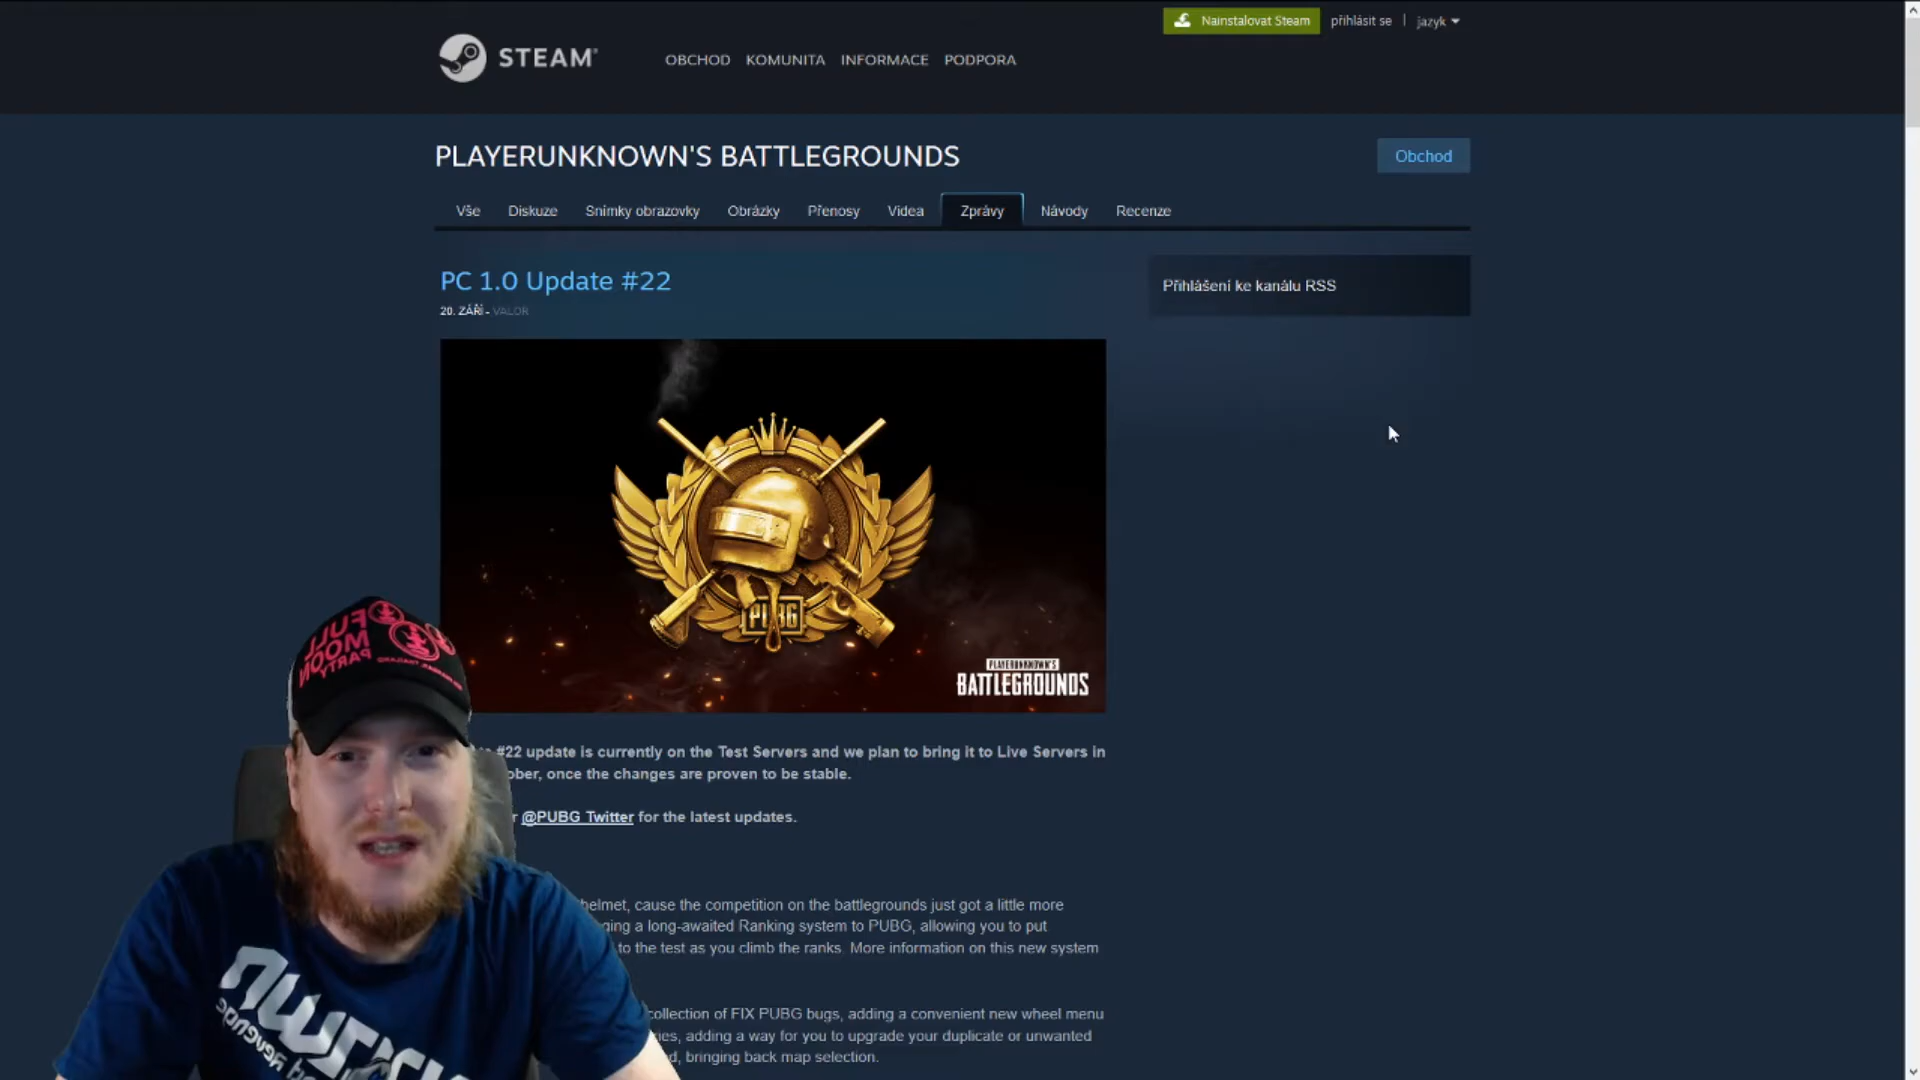 Nainstalovat Steam
přihlásit se | jazyk
STEAM
OBCHOD KOMUNITA INFORMACE PODPORA
PLAYERUNKNOWN'S BATTLEGROUNDS
Obchod
Vše Diskuze Snímky obrazovky Obrázky Přenosy Videa Zprávy Návody Recenze
PC 1.0 Update #22
20. ZÁŘÍ - VALOR
Přihlášení ke kanálu RSS
PUBG
PLAYERUNKNOWN'S
BATTLEGROUNDS
#22 update is currently on the Test Servers and we plan to bring it to Live Servers in
once the changes are proven to be stable.
@PUBG_Twitter for the latest updates.
helmet, cause the competition on the battlegrounds just got a little more
a long-awaited Ranking system to PUBG, allowing you to put
to the test as you climb the ranks. More information on this new system
collection of FIX PUBG bugs, adding a convenient new wheel menu
adding a way for you to upgrade your duplicate or unwanted
bringing back map selection.
FULL
MOON
PARTY